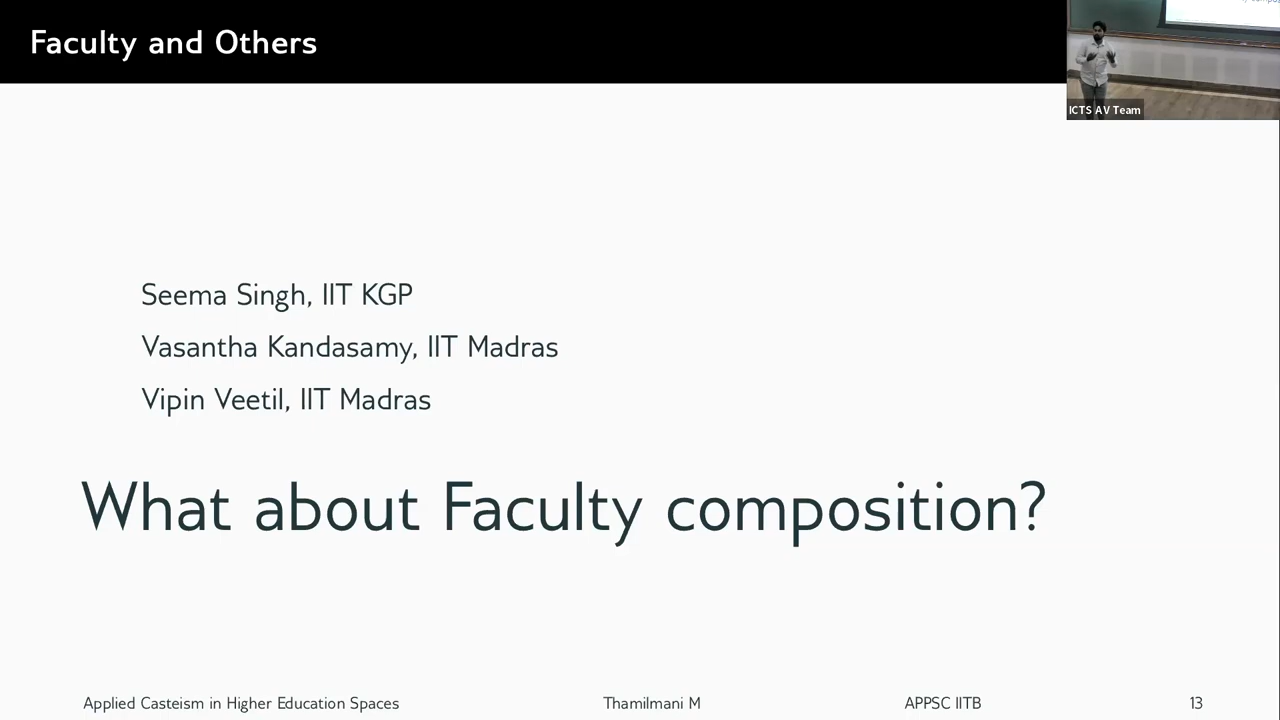 Faculty and Others
ICTS AV Team
Seema Singh, IIT KGP
Vasantha Kandasamy, IIT Madras
Vipin Veetil, IIT Madras
What about Faculty composition?
Applied Casteism in Higher Education Spaces Thamilmani M APPSC IITB 13